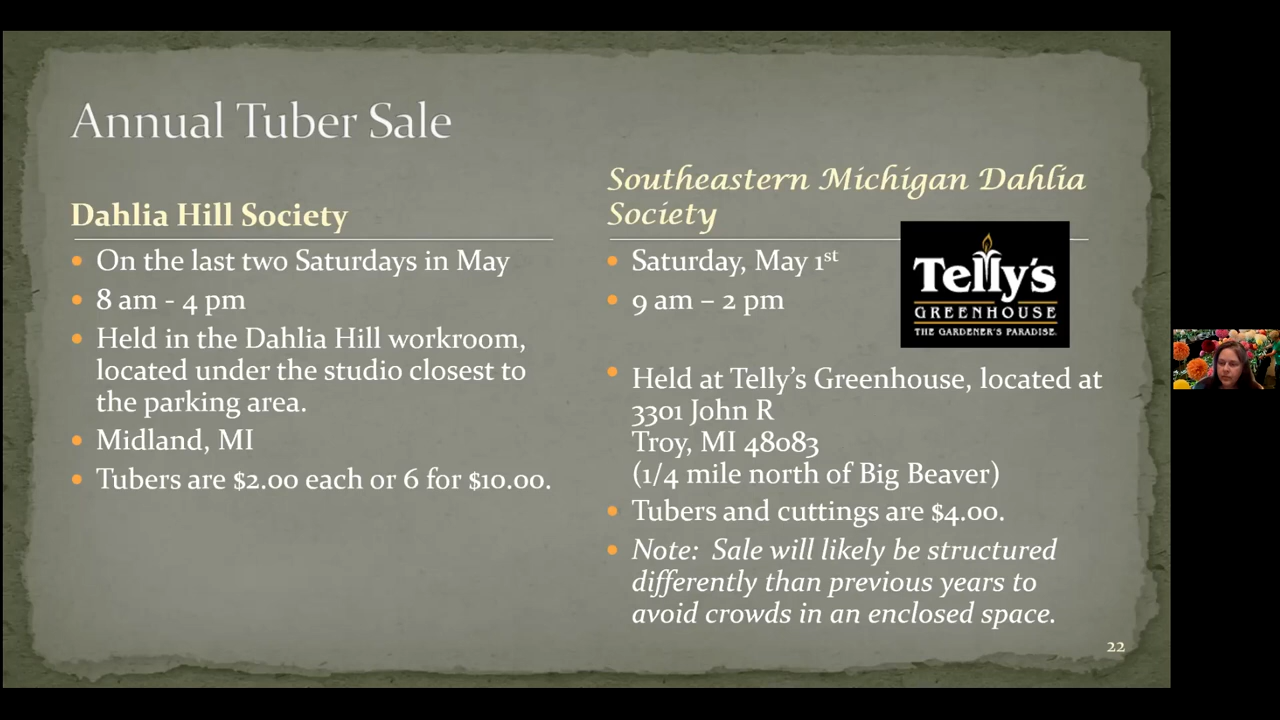 Annual Tuber Sale
Dahlia Hill Society
On the last two Saturdays in May
8 am - 4 pm
Held in the Dahlia Hill workroom,
located under the studio closest to
the parking area.
Midland, MI
Tubers are $2.00 each or 6 for $10.00.
Southeastern Michigan Dahlia
Society
Saturday, May 1st
9 am – 2 pm
Telly's
GREENHOUSE
THE GARDENER'S PARADISE.
Held at Telly's Greenhouse, located at
3301 John R
Troy, MI 48083
(1/4 mile north of Big Beaver)
Tubers and cuttings are $4.00.
Note: Sale will likely be structured
differently than previous years to
avoid crowds in an enclosed space.
22